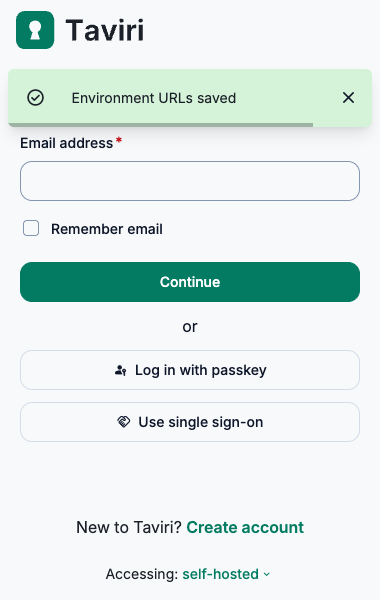 Taviri
Environment URLs saved
Email address*
Remember email
Continue
or
Log in with passkey
Use single sign-on
New to Taviri? Create account
Accessing: self-hosted